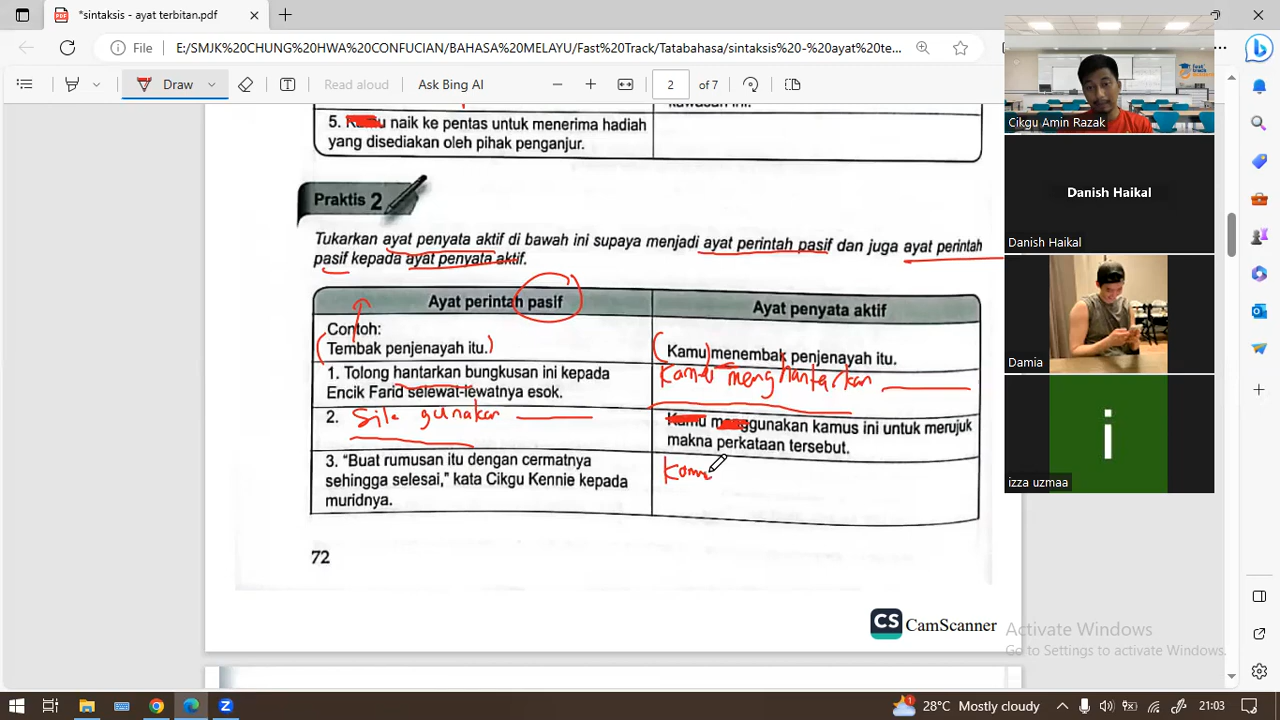 *sintaksis - ayat terbitan.pdf
File
E:/SMJK%20CHUNG%20HWA%20CONFUCIAN/BAHASA%20MELAYU/Fast%20Track/Tatabahasa/sintaksis%20-%20ayat%20te...
Draw
Read aloud
Ask Bing AI
2
of 7
kawasan ini.
5. Kamu naik ke pentas untuk menerima hadiah
yang disediakan oleh pihak penganjur.
Praktis 2
Tukarkan ayat penyata aktif di bawah ini supaya menjadi ayat perintah pasif dan juga ayat perintah
pasif kepada ayat penyata aktif.
Ayat perintah pasif
Ayat penyata aktif
Contoh:
Tembak penjenayah itu.
Kamu menembak penjenayah itu.
1. Tolong hantarkan bungkusan ini kepada
Encik Farid selewat-lewatnya esok.
Kamu menghantarkan
2. Sila gunakan
Kamu menggunakan kamus ini untuk merujuk
makna perkataan tersebut.
3. “Buat rumusan itu dengan cermatnya
sehingga selesai,” kata Cikgu Kennie kepada
muridnya.
Kamu
72
CS CamScanner
Activate Windows
Go to Settings to activate Windows.
Cikgu Amin Razak
Danish Haikal
Danish Haikal
Damia
i
izza uzmaa
1
28°C Mostly cloudy
21:03